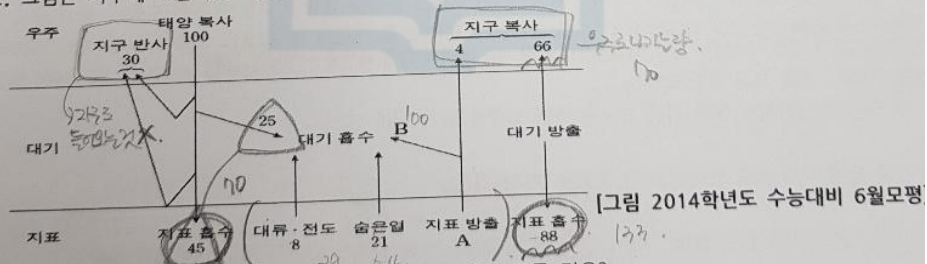 우주
태양 복사
100
지구 반사
30
지구 복사
4 66
70
대기
25
대기 흡수
B
100
대기 방출
70
[그림 2014학년도 수능대비 6월모평]
지표
지표 흡수
45
대류·전도
8
숨은열
21
지표 방출
A
지표 흡수
88
133.